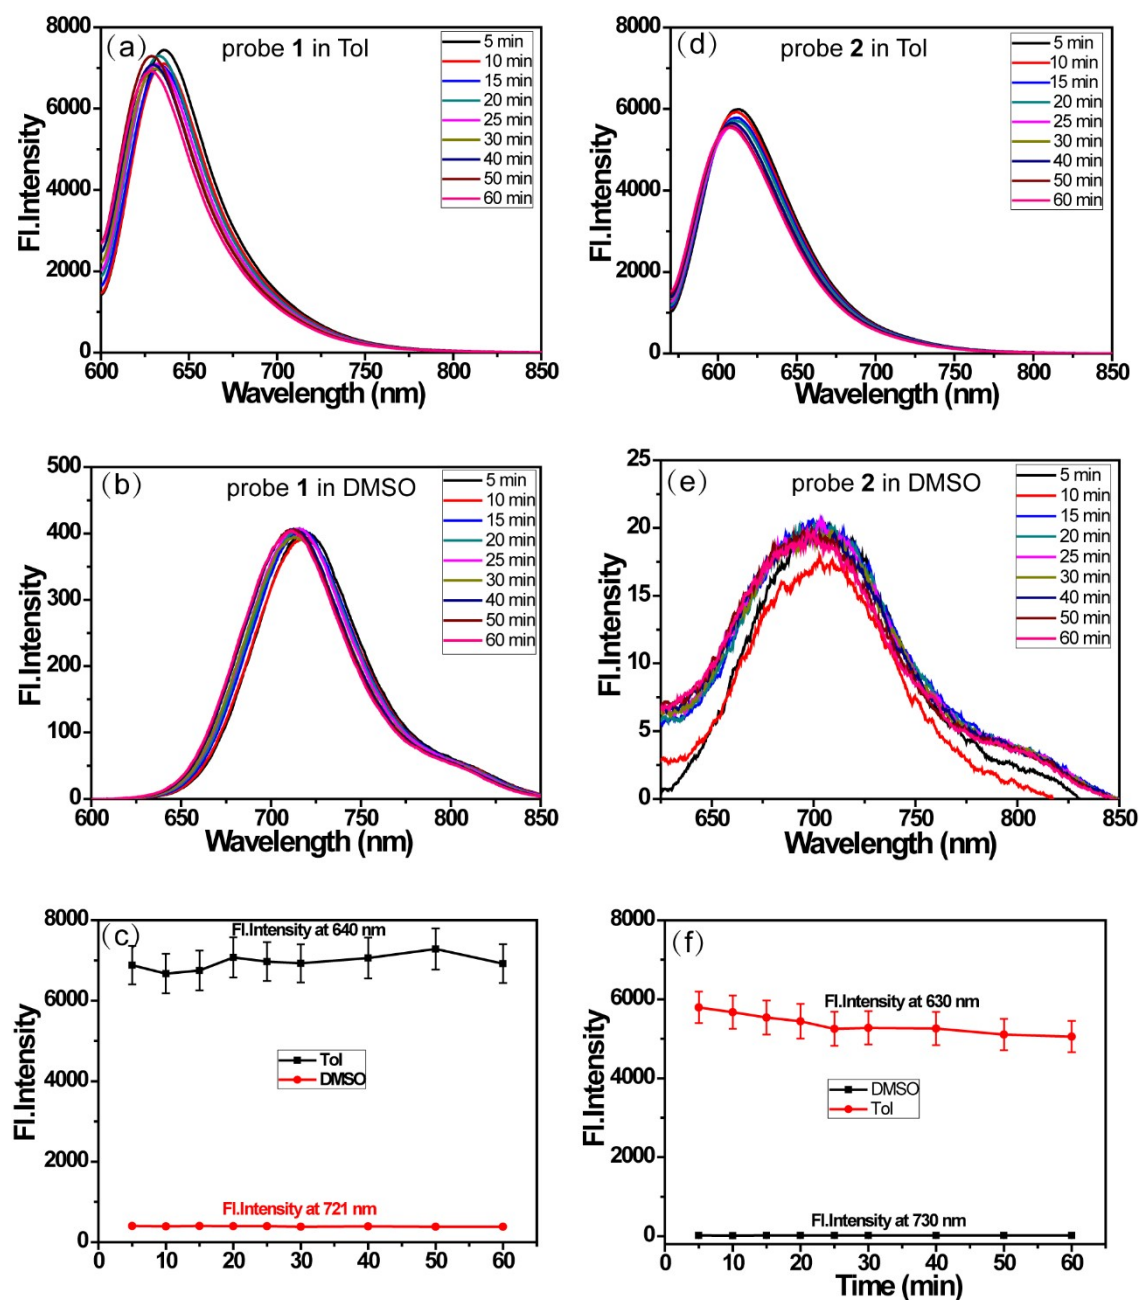 (a)
probe 1 in Tol
5 min
10 min
15 min
20 min
25 min
30 min
40 min
50 min
60 min
8000
6000
4000
2000
0
Fl.Intensity
600 650 700 750 800 850
Wavelength (nm)
(d)
probe 2 in Tol
5 min
10 min
15 min
20 min
25 min
30 min
40 min
50 min
60 min
8000
6000
4000
2000
0
Fl.Intensity
600 650 700 750 800 850
Wavelength (nm)
(b)
probe 1 in DMSO
5 min
10 min
15 min
20 min
25 min
30 min
40 min
50 min
60 min
500
400
300
200
100
0
Fl.Intensity
600 650 700 750 800 850
Wavelength (nm)
(e)
probe 2 in DMSO
5 min
10 min
15 min
20 min
25 min
30 min
40 min
50 min
60 min
25
20
15
10
5
0
Fl.Intensity
650 700 750 800 850
Wavelength (nm)
(c)
Fl.Intensity at 640 nm
Tol
DMSO
Fl.Intensity at 721 nm
8000
6000
4000
2000
0
Fl.Intensity
0 10 20 30 40 50 60
(f)
Fl.Intensity at 630 nm
DMSO
Tol
Fl.Intensity at 730 nm
8000
6000
4000
2000
0
Fl.Intensity
0 10 20 30 40 50 60
Time (min)